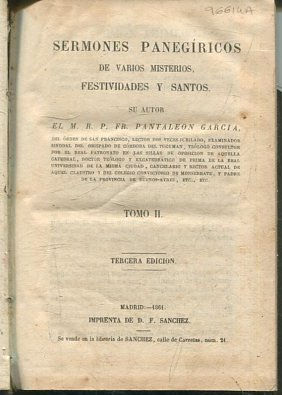 96614A
SERMONES PANEGÍRICOS
DE VARIOS MISTERIOS,
FESTIVIDADES Y SANTOS.
SU AUTOR
EL M. R. P. FR. PANTALEON GARCIA,
DEL ÓRDEN DE SAN FRANCISCO, LECTOR DOS VECES JUBILADO, EXAMINADOR
SINODAL DEL OBISPADO DE CÓRDOBA DEL TUCUMAN, TEÓLOGO CONSULTOR
POR EL REAL PATRONATO EN LAS SILLAS DE OPOSICION DE AQUELLA
CATEDRAL, DOCTOR TEÓLOGO Y EXCATEDRATICO DE PRIMA EN LA REAL
UNIVERSIDAD DE LA MISMA CIUDAD, CANCELARIO Y RECTOR ACTUAL DE
AQUEL CLAUSTRO Y DEL COLEGIO CONVICTORIO DE MONSERRATE, Y PADRE
DE LA PROVINCIA DE BUENOS-AYRES, ETC., ETC.
TOMO II.
TERCERA EDICION.
MADRID:—1861.
IMPRENTA DE D. F. SANCHEZ.
Se vende en la librería de SANCHEZ, calle de Carretas, núm. 21.